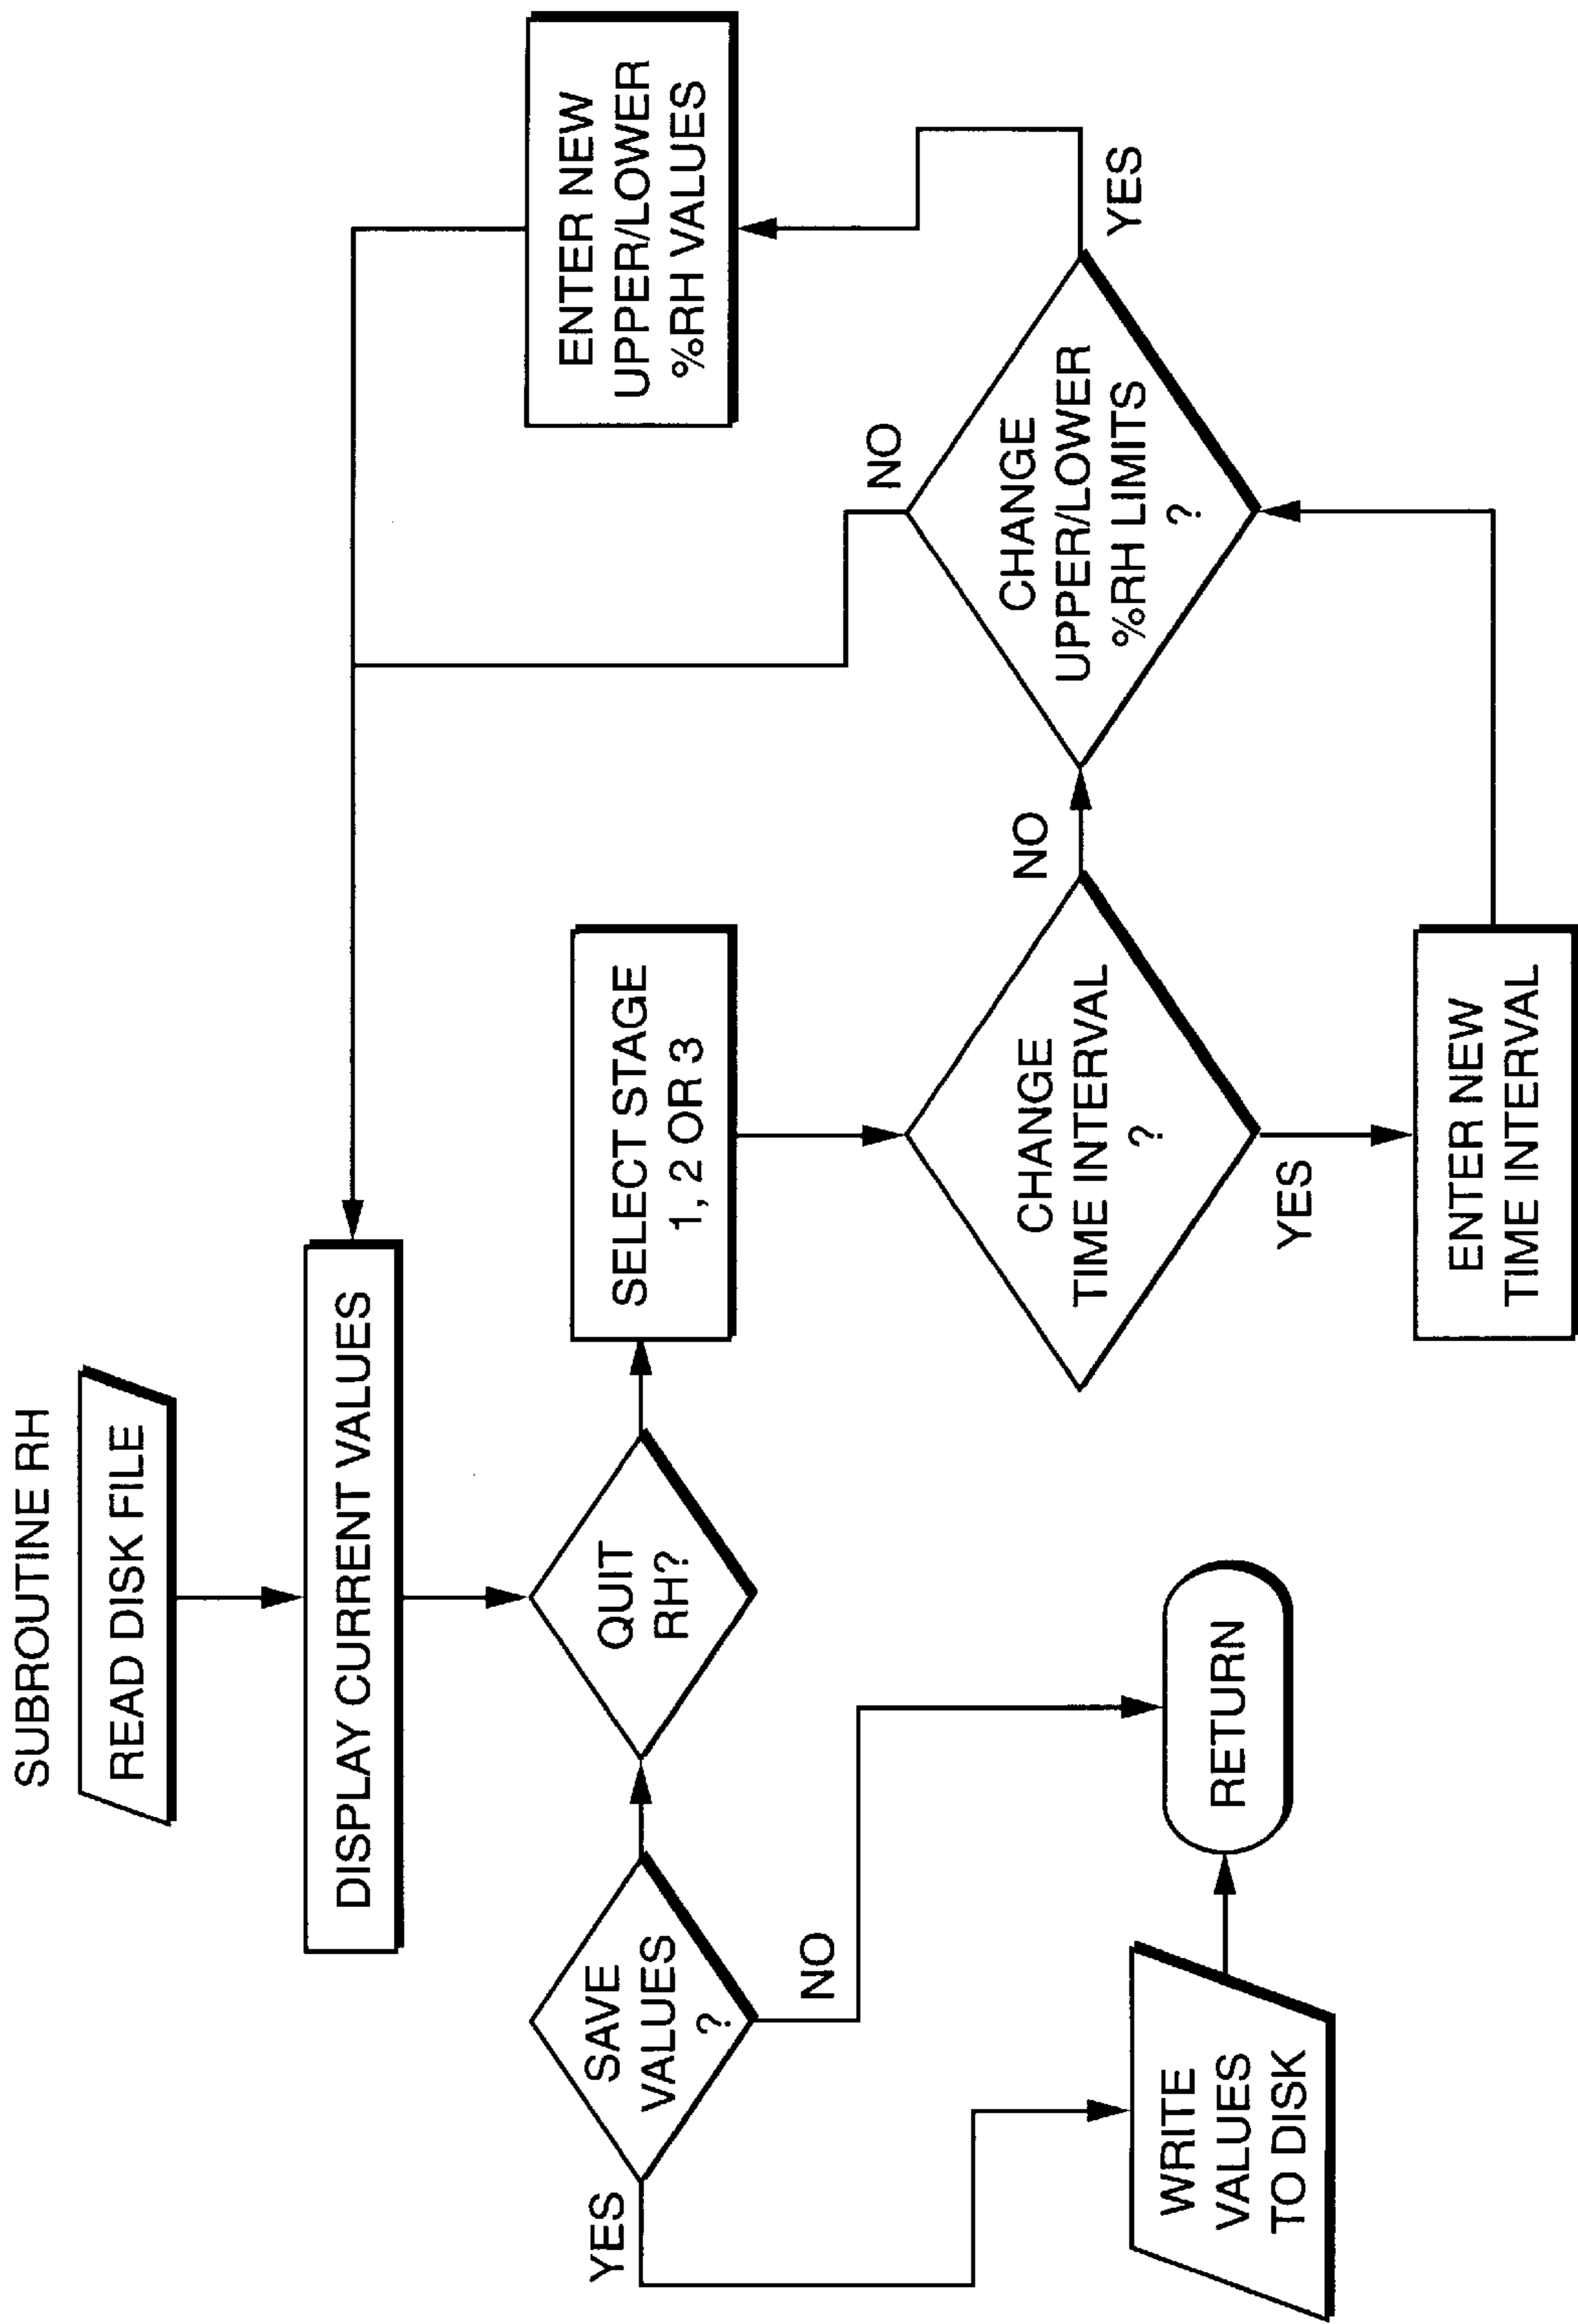 SUBROUTINE RH
READ DISK FILE
DISPLAY CURRENT VALUES
YES
SAVE
VALUES
?
NO
QUIT
RH?
SELECT STAGE
1, 2 OR 3
ENTER NEW
UPPER/LOWER
%RH VALUES
WRITE
VALUES
TO DISK
RETURN
CHANGE
TIME INTERVAL
?
NO
YES
CHANGE
UPPER/LOWER
%RH LIMITS
?
NO
YES
ENTER NEW
TIME INTERVAL